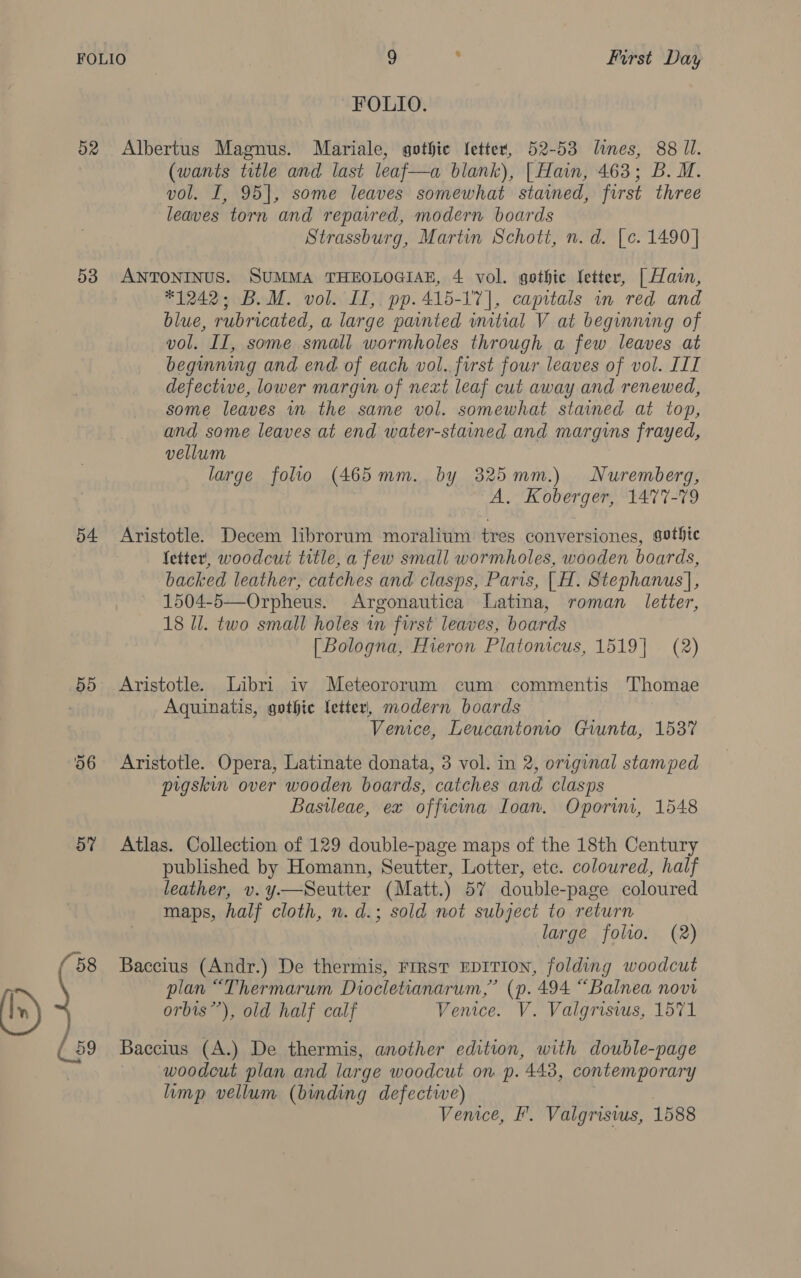 FOLIO 9 First Day
FOLIO.
52 Albertus Magnus. Mariale, gothic letter, 52-53 lines, 88 ll.
(wants title and last leaf—a blank), [Hain, 463; B. M.
vol. I, 95], some leaves somewhat stained, first three
leaves torn and repaired, modern boards
Strassburg, Martin Schott, n. d. [c. 1490]
53 ANTONINUS. SUMMA THEOLOGIAE, 4 vol. gothic letter, [Hain,
*1242; B. M. vol. II, pp. 415-17], capitals in red and
blue, rubricated, a large painted initial V at beginning of
vol. II, some small wormholes through a few leaves at
beginning and end of each vol. first four leaves of vol. III
defective, lower margin of next leaf cut away and renewed,
some leaves in the same vol. somewhat stained at top,
and some leaves at end water-stained and margins frayed,
vellum
large folio (465 mm. by 325 mm.) Nuremberg,
A. Koberger, 1477-79
54 Aristotle. Decem librorum moralium tres conversiones, gothic
letter, woodcut title, a few small wormholes, wooden boards,
backed leather, catches and clasps, Paris, [H. Stephanus],
1504-5—Orpheus. Argonautica Latina, roman letter,
18 ll. two small holes in first leaves, boards
[Bologna, Hieron Platonicus, 1519] (2)
55 Aristotle. Libri iv Meteororum cum commentis Thomae
Aquinatis, gothic letter, modern boards
Venice, Leucantonio Giunta, 1537
56 Aristotle. Opera, Latinate donata, 3 vol. in 2, original stamped
pigskin over wooden boards, catches and clasps
Basileae, ex officina Ioan. Oporini, 1548
57 Atlas. Collection of 129 double-page maps of the 18th Century
published by Homann, Seutter, Lotter, etc. coloured, half
leather, v. y.—Seutter (Matt.) 57 double-page coloured
maps, half cloth, n. d.; sold not subject to return
large folio. (2)
58 Baccius (Andr.) De thermis, FIRST EDITION, folding woodcut
plan "Thermarum Diocletianarum," (p. 494 "Balnea novi
orbis"), old half calf Venice. V. Valgrisius, 1571
59 Baccius (A.) De thermis, another edition, with double-page
woodcut plan and large woodcut on p. 443, contemporary
limp vellum (binding defective)
Venice, F. Valgrisius, 1588